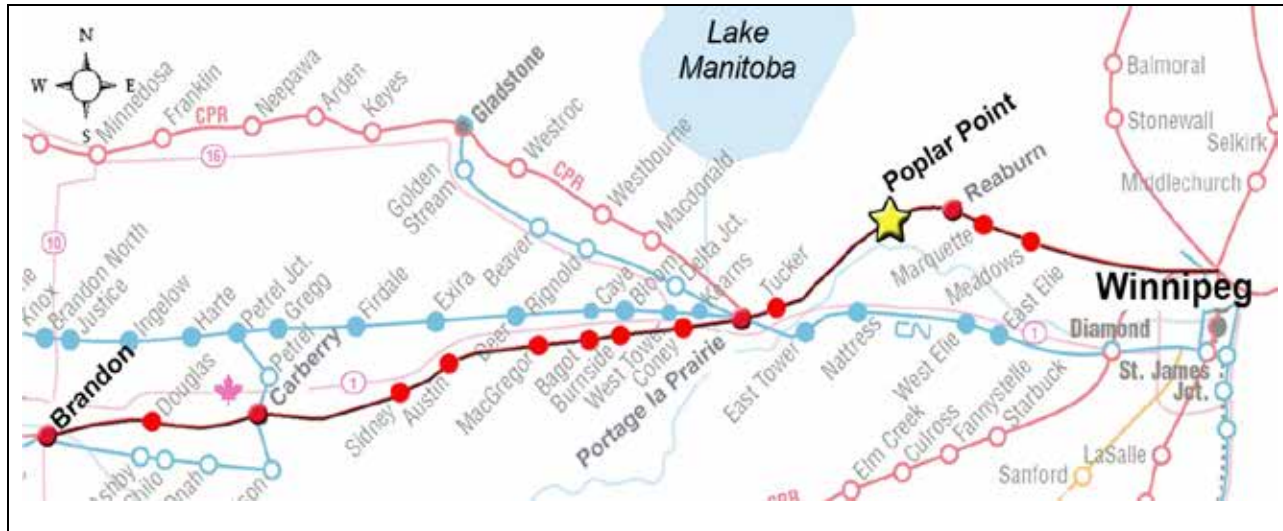 N
W
E
S
Lake
Manitoba
Minnedosa
Franklin
CPR
Neepawa
Arden
Keyes
Gladstone
Westroc
CPR
Westbourne
Macdonald
Delta Jct.
16
10
Golden
Stream
Beaver
Poplar Point
Reaburn
Marquette
Meadows
Balmoral
Stonewall
Selkirk
Middlechurch
Winnipeg
Knox
Brandon North
Justice
Ingelow
Harte
Petrel Jct.
Gregg
Firdale
Exira
Rignold
Caye
Bloom
Kearns
Tucker
Petrel
Brandon
Douglas
Carberry
1
Sidney
Austin
Deer
MacGregor
Bagot
Burnside
West Tower
Coney
Portage la Prairie
East Tower
Nattress
West Elie
East Elie
1
Diamond
St. James
Jct.
Elm Creek
Culross
Fannystelle
Starbuck
Sanford
LaSalle
CPR
Ashby